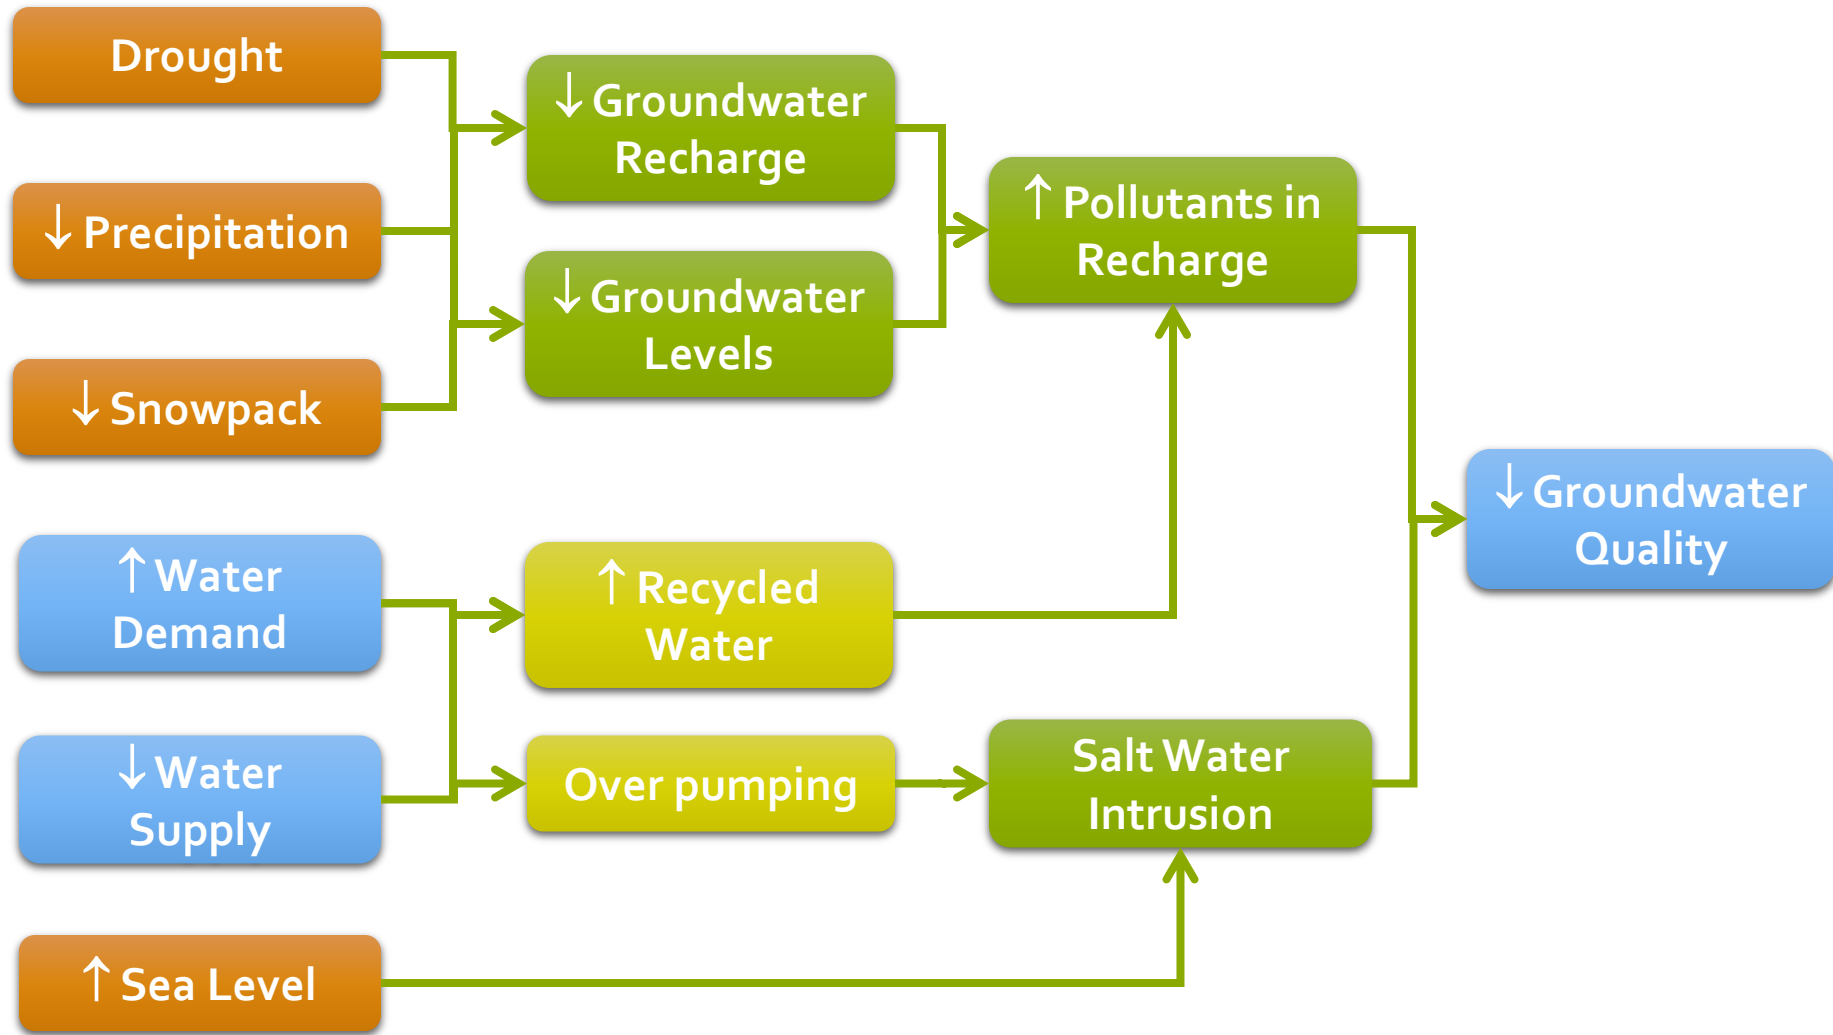 Drought
↓ Precipitation
↓ Snowpack
↑ Water
Demand
↓ Water
Supply
↑ Sea Level
↓ Groundwater
Recharge
↓ Groundwater
Levels
↑ Recycled
Water
Over pumping
↑ Pollutants in
Recharge
Salt Water
Intrusion
↓ Groundwater
Quality